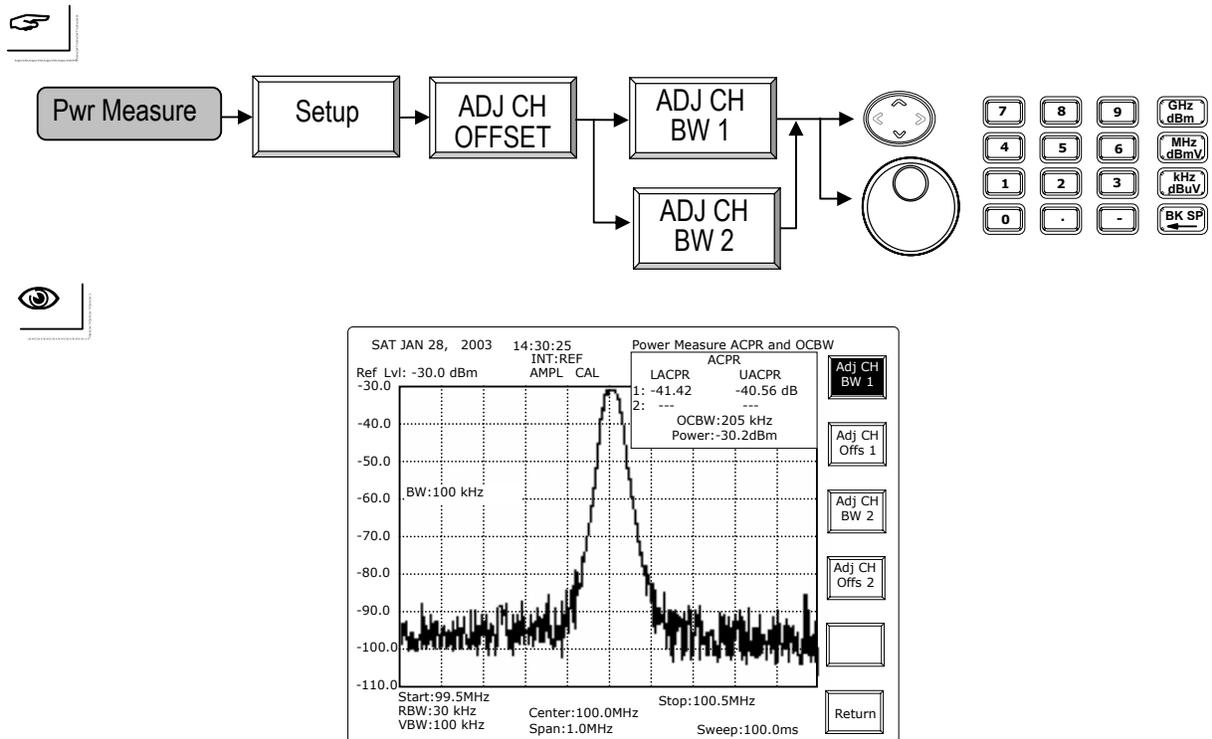 Pwr Measure
Setup
ADJ CH
OFFSET
ADJ CH
BW 1
ADJ CH
BW 2
7
8
9
GHz
dBm
4
5
6
MHz
dBmV
1
2
3
kHz
dBuV
0
.
-
BK SP
SAT JAN 28, 2003 14:30:25 Power Measure ACPR and OCBW
INT:REF
Ref Lvl: -30.0 dBm AMPL CAL
ACPR
LACPR UACPR
1: -41.42 -40.56 dB
2: --- ---
OCBW:205 kHz
Power:-30.2dBm
-30.0
-40.0
-50.0
-60.0
-70.0
-80.0
-90.0
-100.0
-110.0
BW:100 kHz
Start:99.5MHz Stop:100.5MHz
RBW:30 kHz Center:100.0MHz
VBW:100 kHz Span:1.0MHz Sweep:100.0ms
Adj CH
BW 1
Adj CH
Offs 1
Adj CH
BW 2
Adj CH
Offs 2
Return